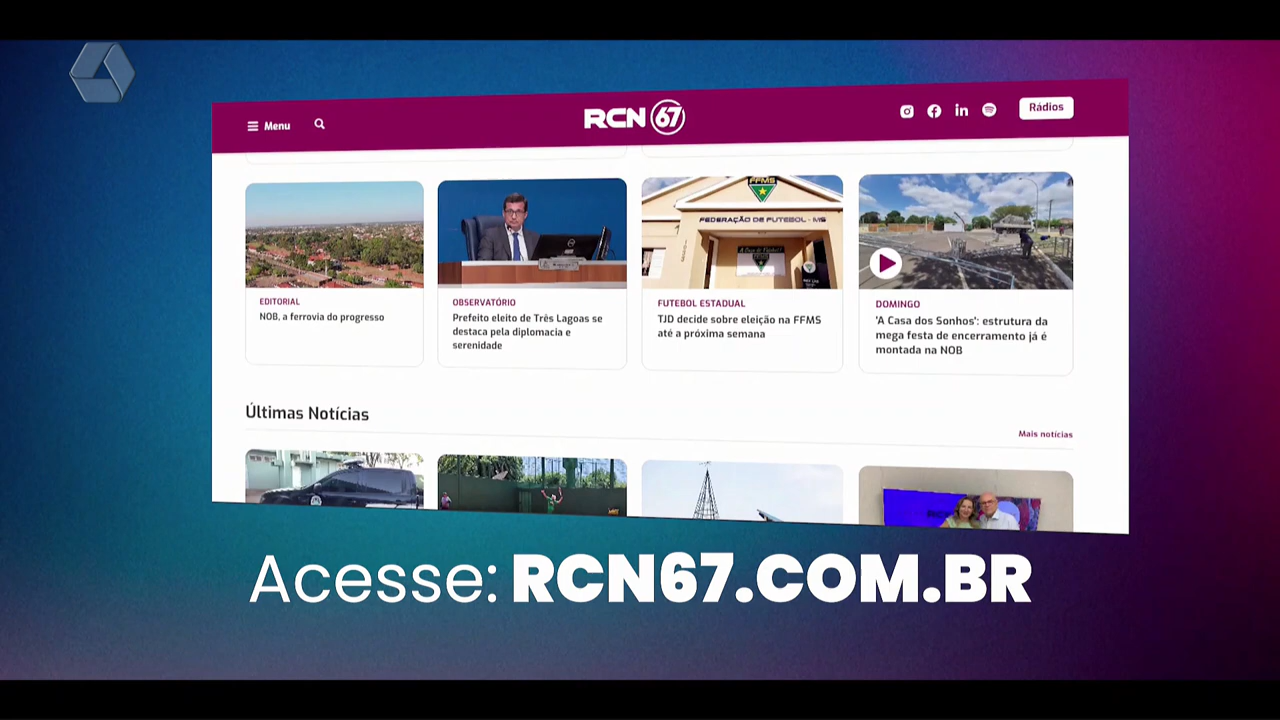 Menu
RCN 67
Rádios
FFMS
FEDERAÇÃO DE FUTEBOL - MS
EDITORIAL
NOB, a ferrovia do progresso
OBSERVATÓRIO
Prefeito eleito de Três Lagoas se
destaca pela diplomacia e
serenidade
FUTEBOL ESTADUAL
TJD decide sobre eleição na FFMS
até a próxima semana
DOMINGO
'A Casa dos Sonhos': estrutura da
mega festa de encerramento já é
montada na NOB
Últimas Notícias
Mais notícias
Acesse: RCN67.COM.BR